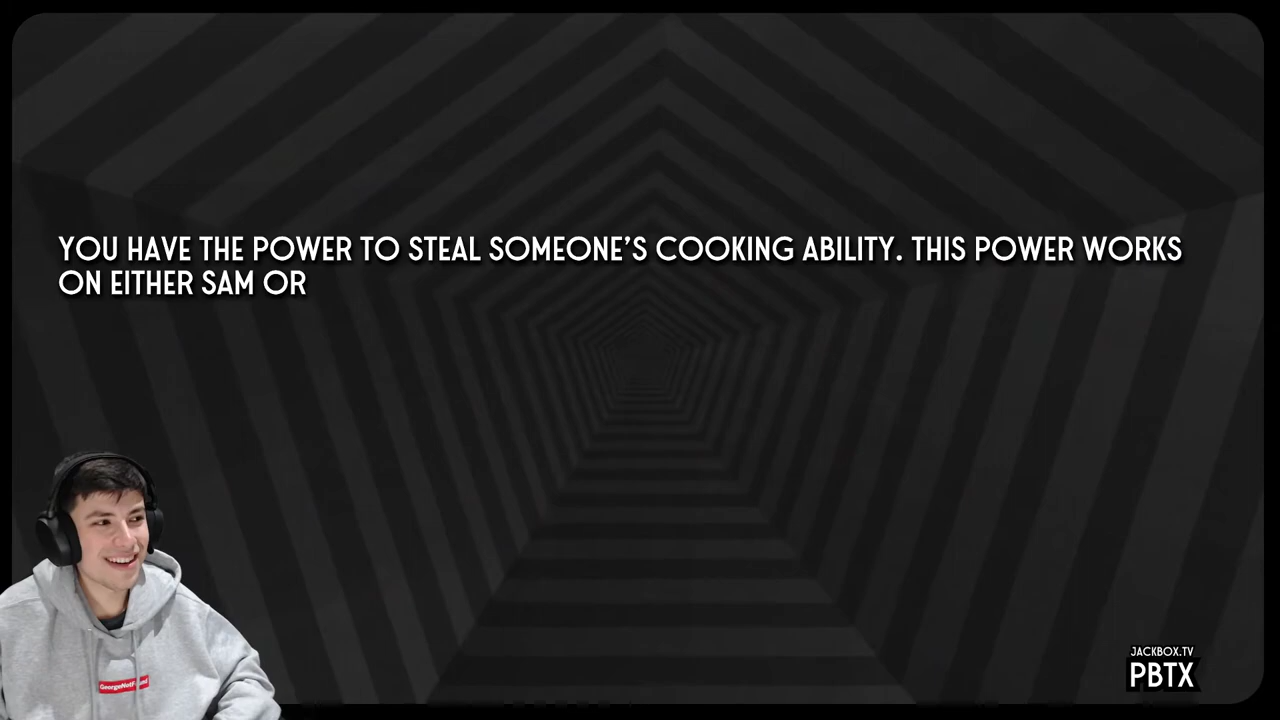 YOU HAVE THE POWER TO STEAL SOMEONE'S COOKING ABILITY. THIS POWER WORKS
ON EITHER SAM OR
GeorgeNotFound
JACKBOX.TV
PBTX